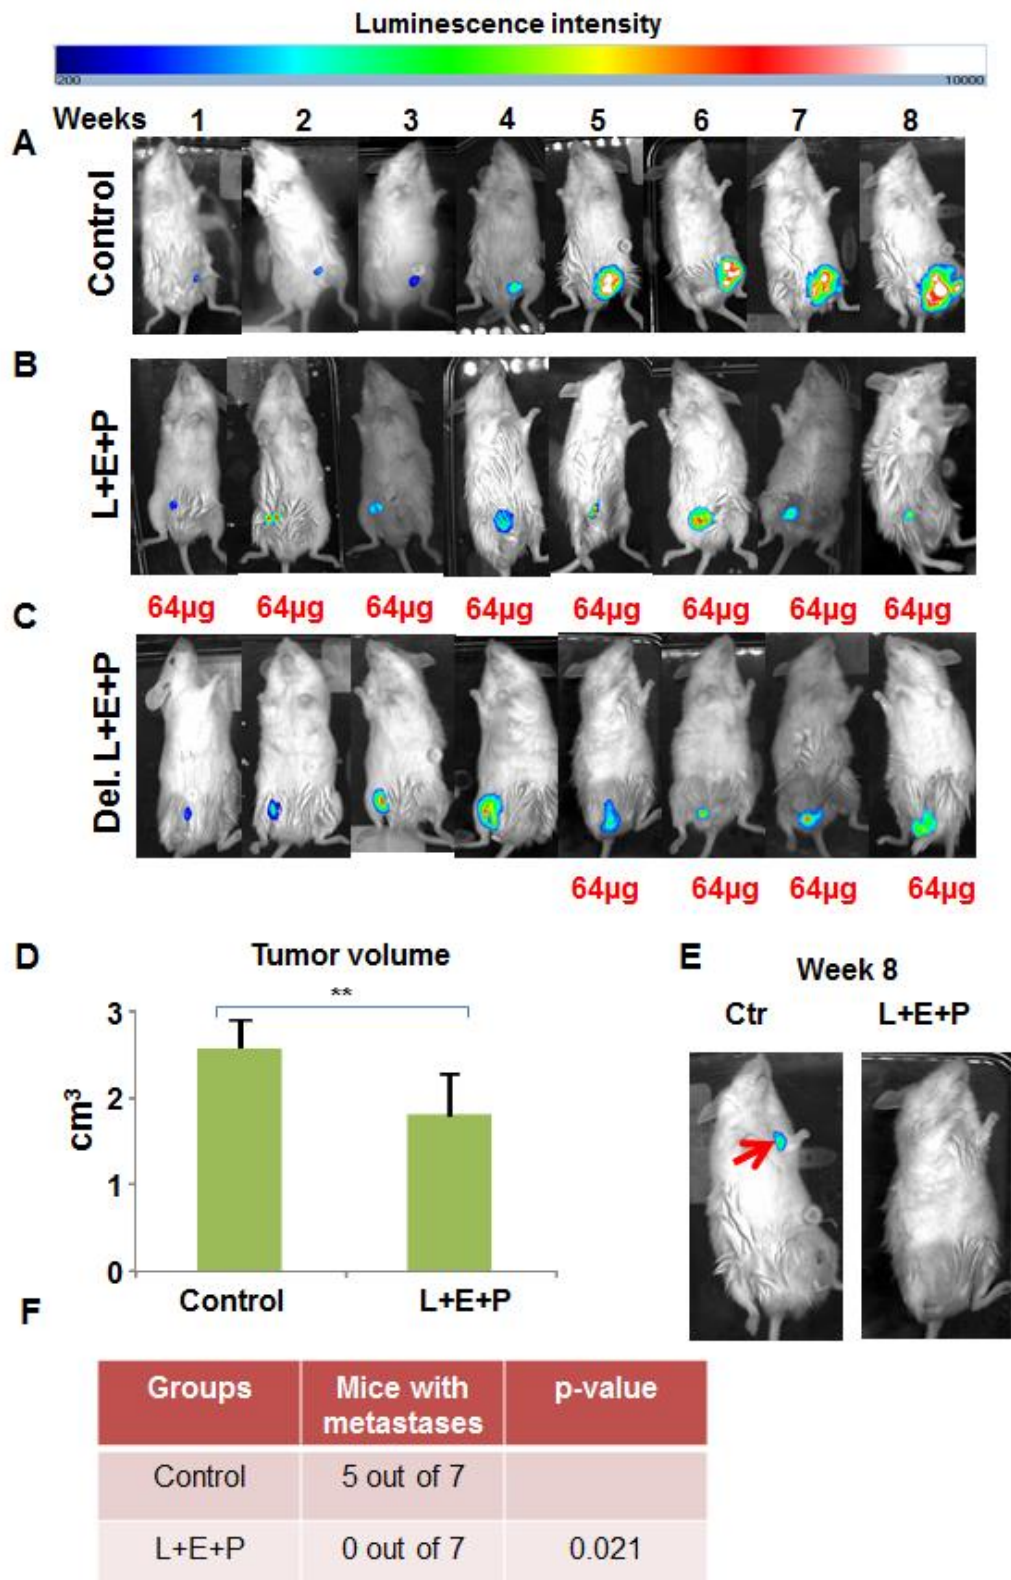 Luminescence intensity
200 10000
Weeks 1 2 3 4 5 6 7 8
A
Control
B
L+E+P
64µg 64µg 64µg 64µg 64µg 64µg 64µg 64µg
C
Del. L+E+P
64µg 64µg 64µg 64µg
D
Tumor volume
**
3
2
1
0
cm³
Control L+E+P
E
Week 8
Ctr L+E+P
F
Groups Mice with metastases p-value
Control 5 out of 7
L+E+P 0 out of 7 0.021